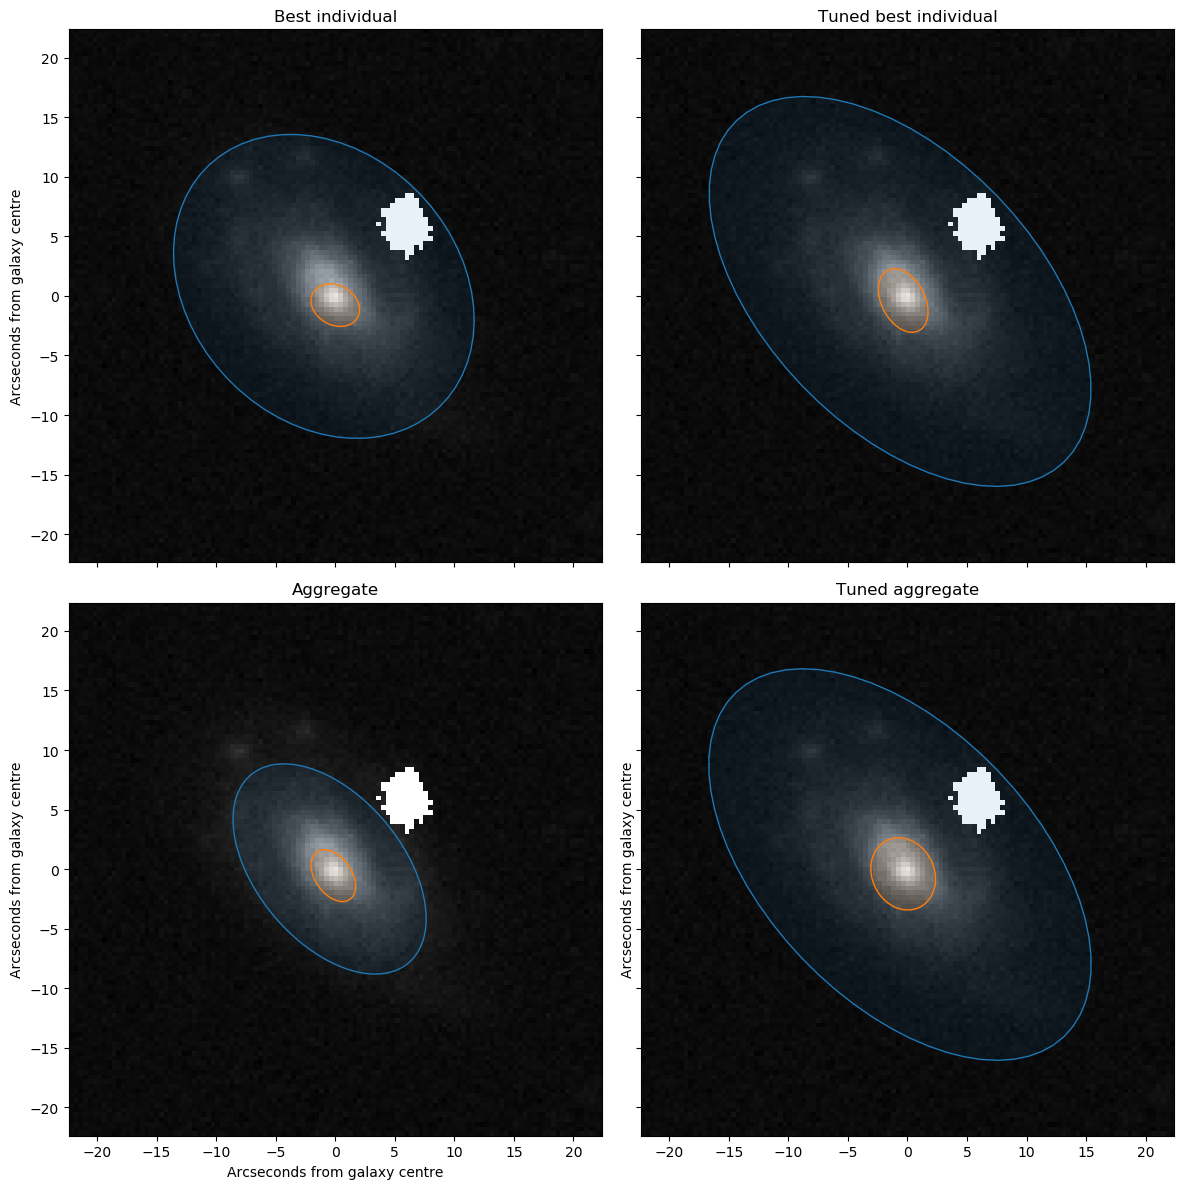 Best individual
Tuned best individual
20
15
10
5
0
−5
−10
−15
−20
Arcseconds from galaxy centre
Aggregate
Tuned aggregate
20
15
10
5
0
−5
−10
−15
−20
Arcseconds from galaxy centre
Arcseconds from galaxy centre
−20 −15 −10 −5 0 5 10 15 20
−20 −15 −10 −5 0 5 10 15 20
Arcseconds from galaxy centre